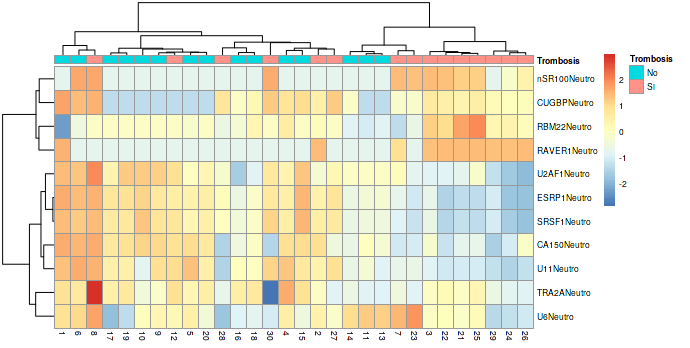 Trombosis
nSR100Neutro
CUGBPNeutro
RBM22Neutro
RAVER1Neutro
U2AF1Neutro
ESRP1Neutro
SRSF1Neutro
CA150Neutro
U11Neutro
TRA2ANeutro
U6Neutro
1 6 8 17 19 10 9 12 5 20 28 16 18 30 4 15 2 27 14 11 13 7 23 3 22 21 25 29 24 26
2
1
0
-1
-2
Trombosis
No
SI